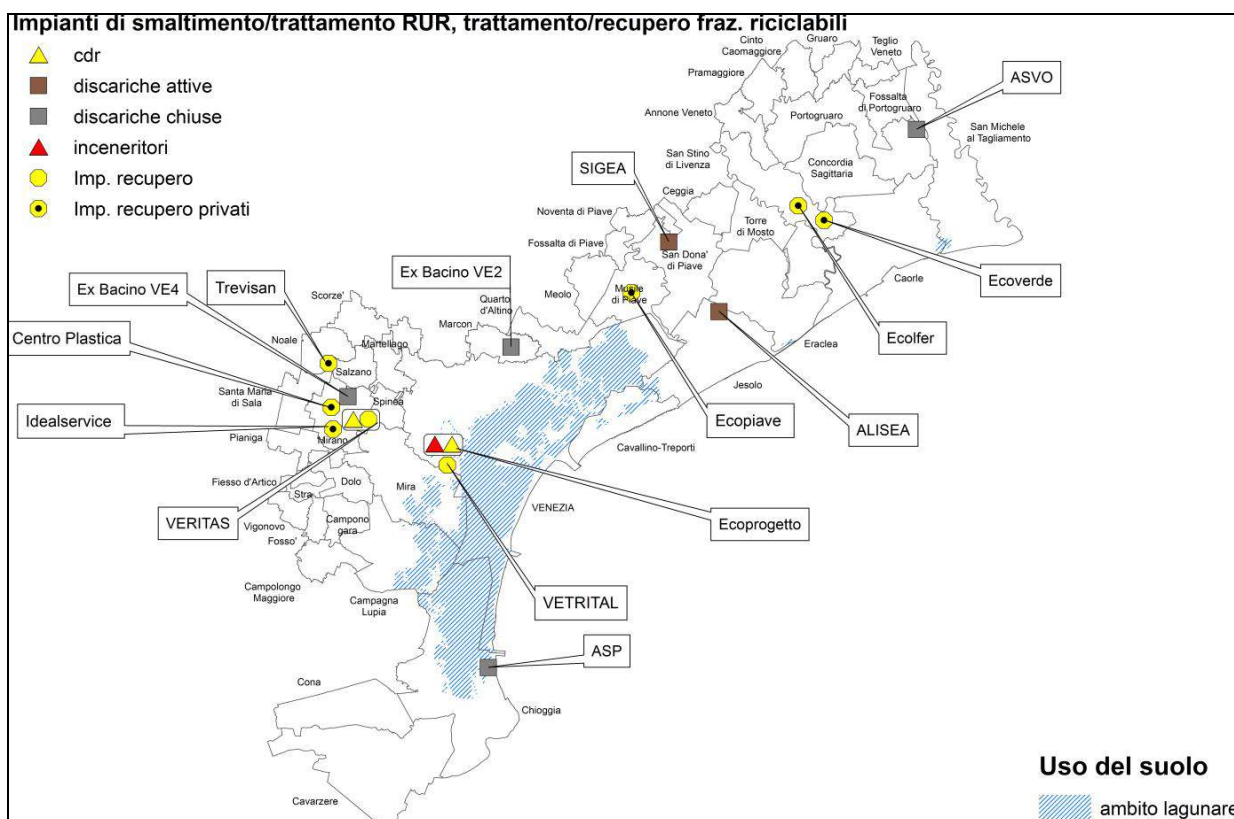 Impianti di smaltimento/trattamento RUR, trattamento/recupero fraz. riciclabili
cdr
discariche attive
discariche chiuse
inceneritori
Imp. recupero
Imp. recupero privati
Cinto
Caomaggiore
Gruaro
Teglio
Veneto
Pramaggiore
ASVO
Fossalta
di Portogruaro
Annone Veneto
Portogruaro
San Michele
al Tagliamento
San Stino
di Livenza
Concordia
Sagittaria
SIGEA
Ceggia
Noventa di Piave
Torre
di Mosto
Fossalta di Piave
San Dona'
di Piave
Ex Bacino VE2
Caorle
Ecoverde
Ex Bacino VE4
Trevisan
Scorze'
Quarto
d'Altino
Meolo
Musile
di Piave
Marcon
Ecolfer
Centro Plastica
Noale
Martellago
Eraclea
Salzano
Jesolo
Santa Maria
di Sala
Spinea
Ecopiave
ALISEA
Idealservice
Pianiga
Mirano
Cavallino-Treporti
Fiesso d'Artico
Dolo
Mira
Stra
VENEZIA
Ecoprogetto
VERITAS
Vigonovo
Campono
gara
Fosso'
Campolongo
Maggiore
Campagna
Lupia
VETRITAL
ASP
Cona
Chioggia
Cavarzere
Uso del suolo
ambito lagunare